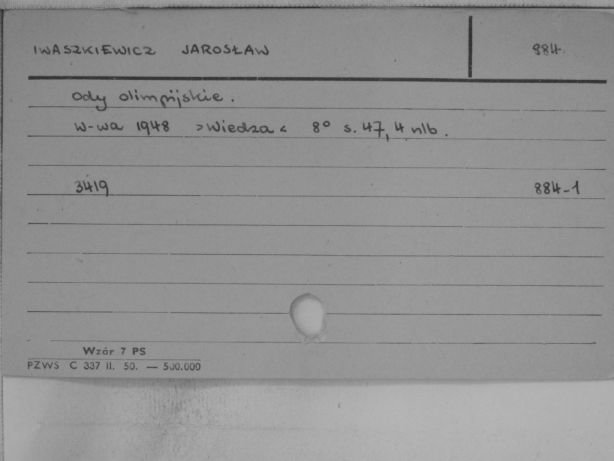 IWASZKIEWICZ JAROSŁAW 984
Ody olimpijskie.
W-wa 1948 >Wiedza< 8° s. 47, 4 nlb.
3419 884-1
Wzór 7 PS
PZWS C 337 II. 50. — 500.000